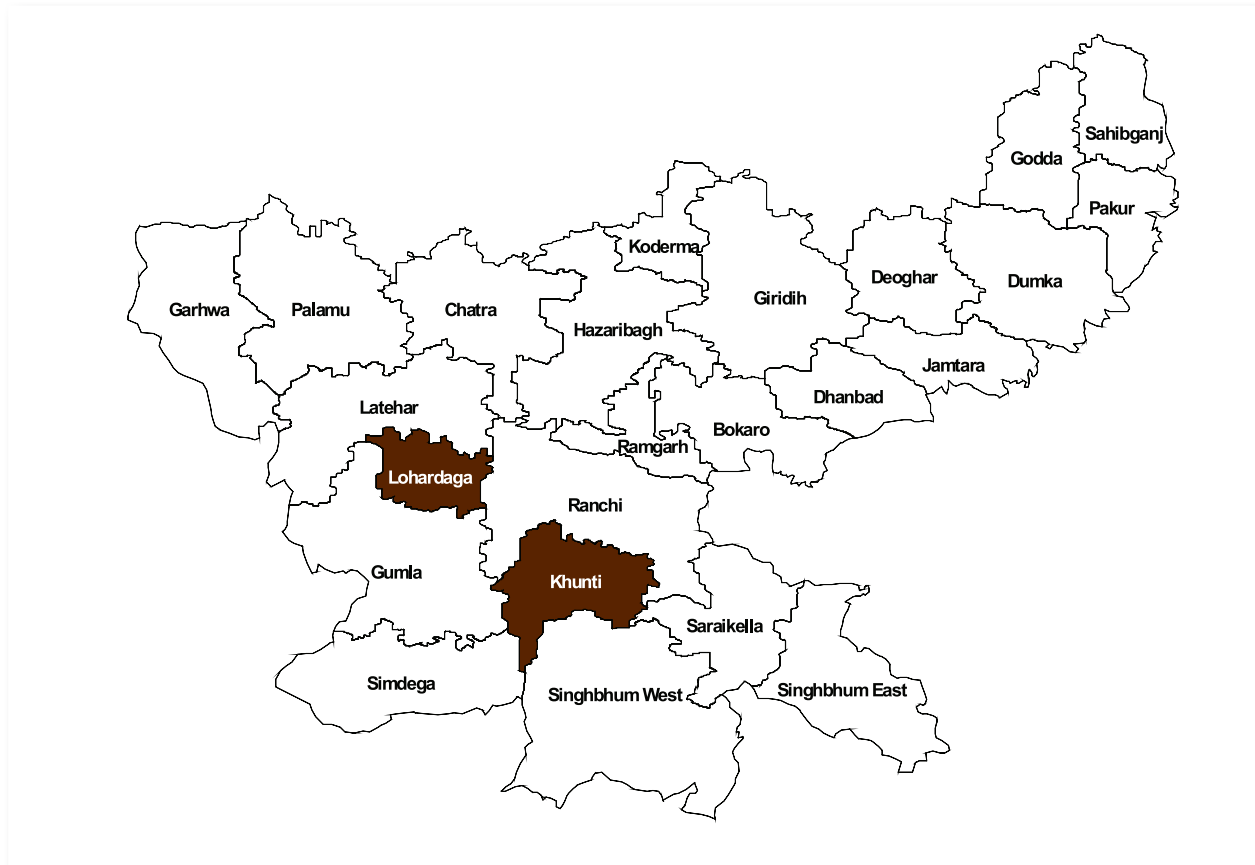 Sahibganj
Godda
Pakur
Koderma
Deoghar
Dumka
Giridih
Garhwa
Palamu
Chatra
Hazaribagh
Jamtara
Dhanbad
Latehar
Bokaro
Ramgarh
Lohardaga
Ranchi
Gumla
Khunti
Saraikella
Simdega
Singhbhum West
Singhbhum East